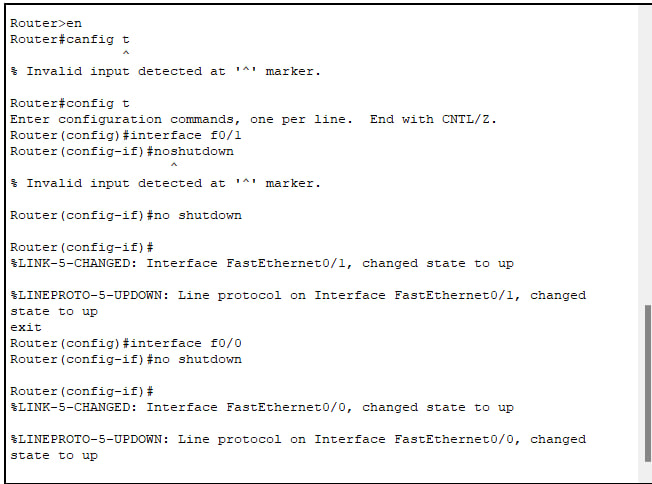 Router>en
Router#canfig t
^
% Invalid input detected at '^' marker.
Router#config t
Enter configuration commands, one per line. End with CNTL/Z.
Router(config)#interface f0/1
Router(config-if)#noshutdown
^
% Invalid input detected at '^' marker.
Router(config-if)#no shutdown
Router(config-if)#
%LINK-5-CHANGED: Interface FastEthernet0/1, changed state to up
%LINEPROTO-5-UPDOWN: Line protocol on Interface FastEthernet0/1, changed
state to up
exit
Router(config)#interface f0/0
Router(config-if)#no shutdown
Router(config-if)#
%LINK-5-CHANGED: Interface FastEthernet0/0, changed state to up
%LINEPROTO-5-UPDOWN: Line protocol on Interface FastEthernet0/0, changed
state to up